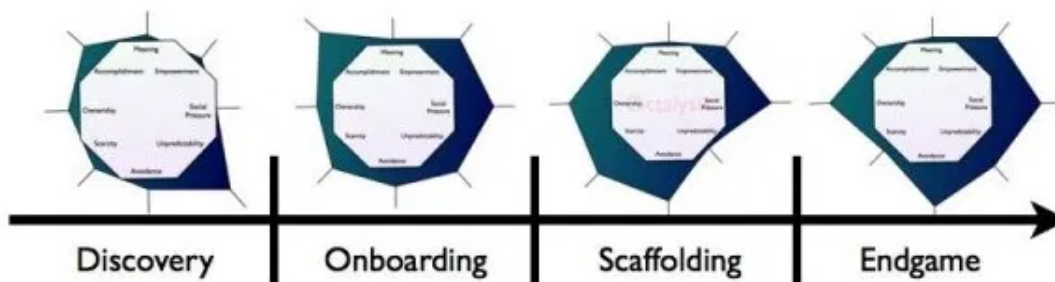 Meaning
Accomplishment Empowerment
Ownership Social Pressure
Scarcity Unpredictability
Avoidance
Meaning
Accomplishment Empowerment
Ownership Social Pressure
Scarcity Unpredictability
Avoidance
Meaning
Accomplishment Empowerment
Ownership Social Pressure
Scarcity Unpredictability
Avoidance
Meaning
Accomplishment Empowerment
Ownership Social Pressure
Scarcity Unpredictability
Avoidance
Discovery Onboarding Scaffolding Endgame